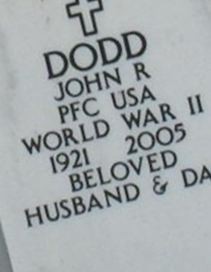 DODD
JOHN R
PFC USA
WORLD WAR II
1921 2005
BELOVED
HUSBAND & DA